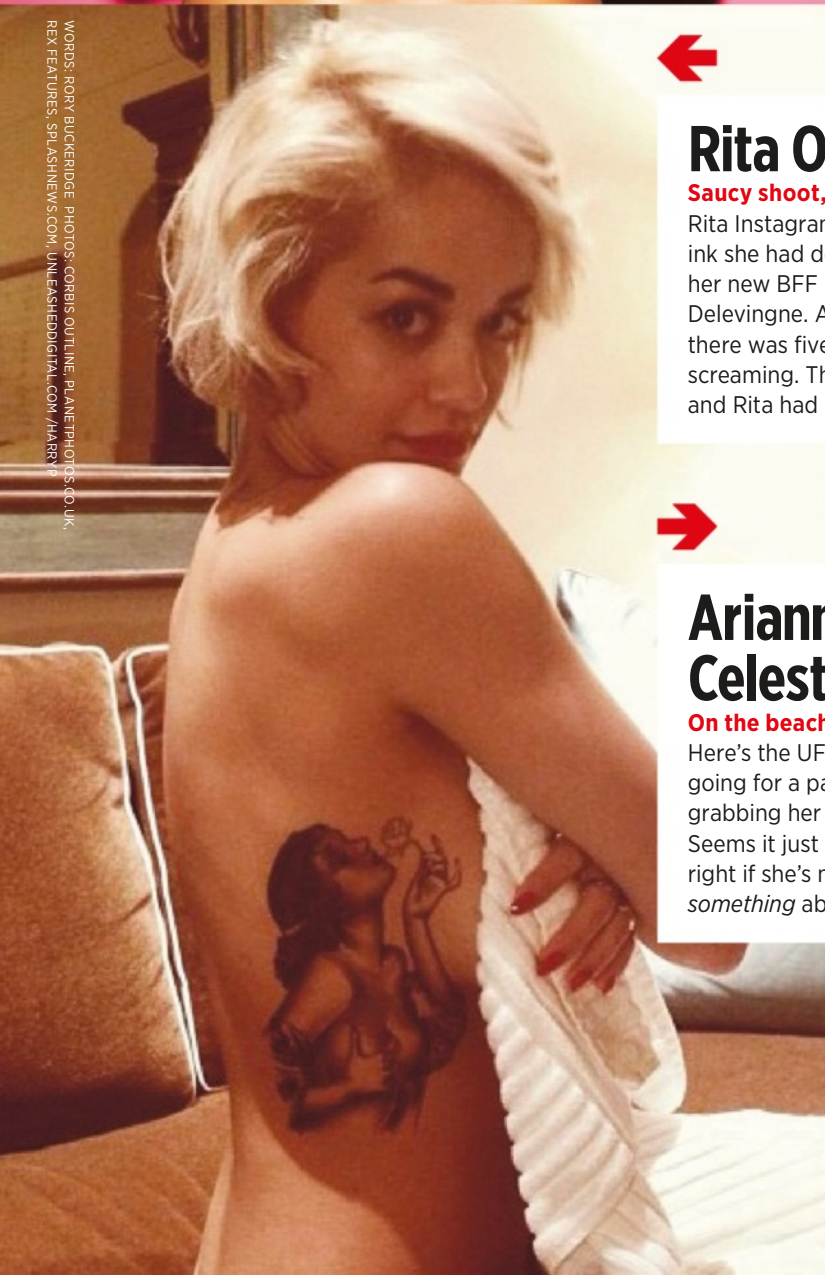 WORDS: RORY BUCKERIDGE PHOTOS: CORBIS OUTLINE, PLANETPHOTOS.CO.UK,
REX FEATURES, SPLASHNEWS.COM, UNLEASHEDDIGITAL.COM /HARRYP
Rita O
Saucy shoot,
Rita Instagran
ink she had d
her new BFF
Delevingne. A
there was five
screaming. Th
and Rita had
Ariann
Celest
On the beach
Here's the UF
going for a pa
grabbing her
Seems it just
right if she's n
something ab